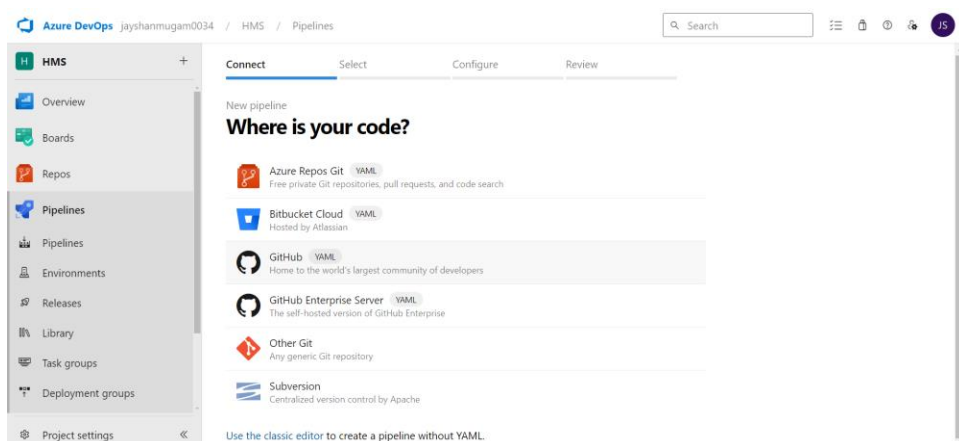 Azure DevOps jayshanmugam0034 / HMS / Pipelines
Search
JS
H HMS +
Overview
Boards
Repos
Pipelines
Pipelines
Environments
Releases
Library
Task groups
Deployment groups
Project settings «
Connect Select Configure Review
New pipeline
Where is your code?
Azure Repos Git YAML
Free private Git repositories, pull requests, and code search
Bitbucket Cloud YAML
Hosted by Atlassian
GitHub YAML
Home to the world's largest community of developers
GitHub Enterprise Server YAML
The self-hosted version of GitHub Enterprise
Other Git
Any generic Git repository
Subversion
Centralized version control by Apache
Use the classic editor to create a pipeline without YAML.